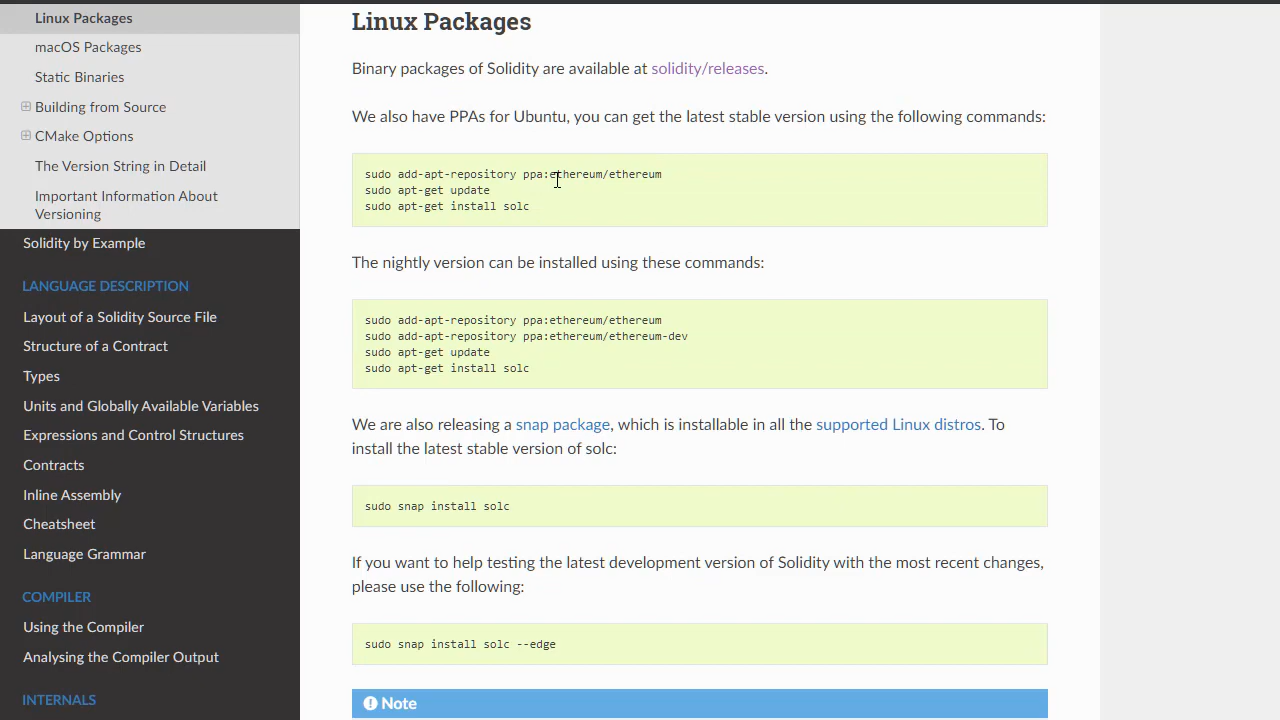 Linux Packages
macOS Packages
Static Binaries
Building from Source
CMake Options
The Version String in Detail
Important Information About
Versioning
Solidity by Example
LANGUAGE DESCRIPTION
Layout of a Solidity Source File
Structure of a Contract
Types
Units and Globally Available Variables
Expressions and Control Structures
Contracts
Inline Assembly
Cheatsheet
Language Grammar
COMPILER
Using the Compiler
Analysing the Compiler Output
INTERNALS
Linux Packages
Binary packages of Solidity are available at solidity/releases.
We also have PPAs for Ubuntu, you can get the latest stable version using the following commands:
sudo add-apt-repository ppa:ethereum/ethereum
sudo apt-get update
sudo apt-get install solc
The nightly version can be installed using these commands:
sudo add-apt-repository ppa:ethereum/ethereum
sudo add-apt-repository ppa:ethereum/ethereum-dev
sudo apt-get update
sudo apt-get install solc
We are also releasing a snap package, which is installable in all the supported Linux distros. To
install the latest stable version of solc:
sudo snap install solc
If you want to help testing the latest development version of Solidity with the most recent changes,
please use the following:
sudo snap install solc --edge
Note